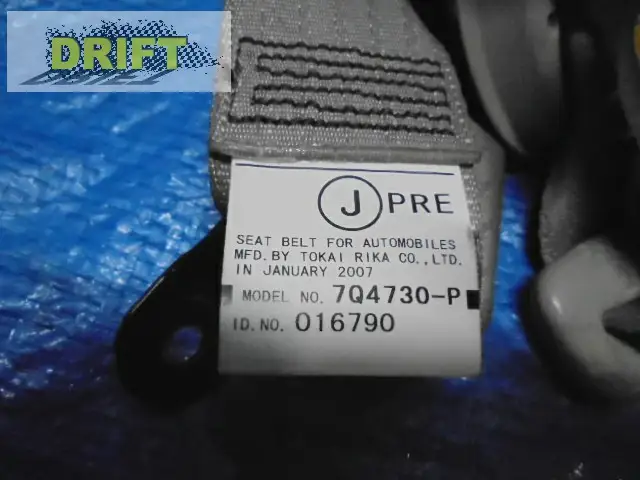 DRIFT
J PRE
SEAT BELT FOR AUTOMOBILES
MFD. BY TOKAI RIKA CO., LTD.
IN JANUARY 2007
MODEL NO. 7Q4730-P
ID. NO. 016790